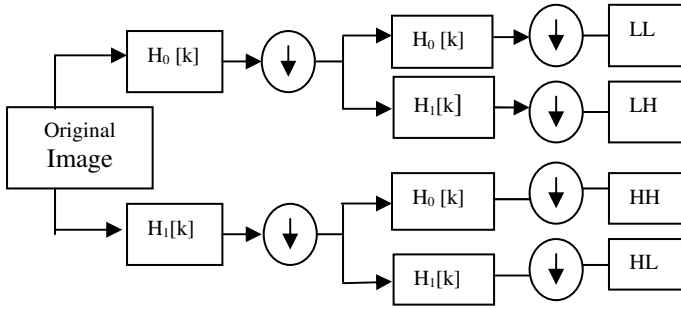 H₀ [k]
H₀ [k]
LL
H₁[k]
LH
Original
Image
H₁[k]
H₀ [k]
HH
H₁[k]
HL